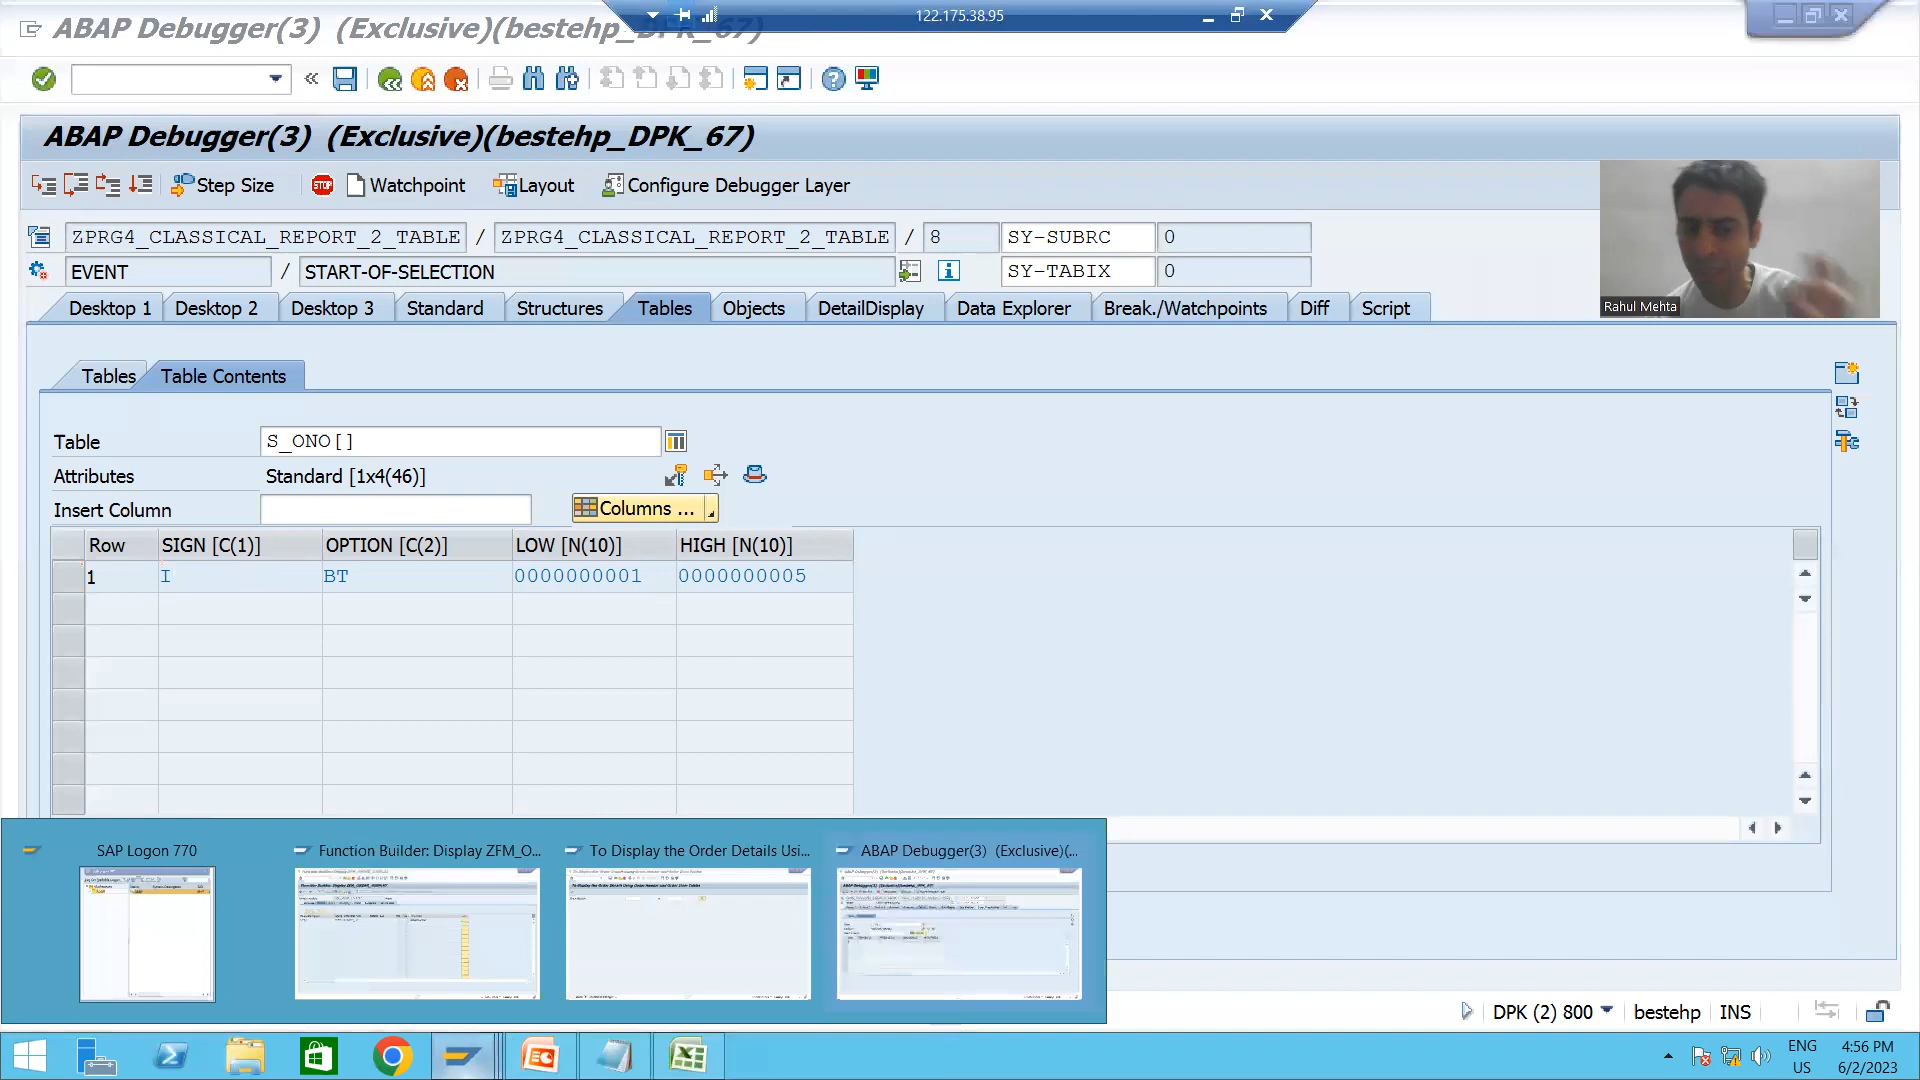 122.175.38.95
ABAP Debugger(3) (Exclusive)(bestehp_DPK_67)
ABAP Debugger(3) (Exclusive)(bestehp_DPK_67)
Step Size
STOP
Watchpoint
Layout
Configure Debugger Layer
ZPRG4_CLASSICAL_REPORT_2_TABLE / ZPRG4_CLASSICAL_REPORT_2_TABLE / 8 SY-SUBRC 0
EVENT / START-OF-SELECTION SY-TABIX 0
Rahul Mehta
Desktop 1 Desktop 2 Desktop 3 Standard Structures Tables Objects DetailDisplay Data Explorer Break./Watchpoints Diff Script
Tables Table Contents
Table S_ONO[]
Attributes Standard [1x4(46)]
Insert Column Columns ...
Row SIGN [C(1)] OPTION [C(2)] LOW [N(10)] HIGH [N(10)]
1 I BT 0000000001 0000000005
SAP Logon 770 Function Builder: Display ZFM_O... To Display the Order Details Usi... ABAP Debugger(3) (Exclusive)(...
DPK (2) 800 bestehp INS
ENG 4:56 PM
US 6/2/2023